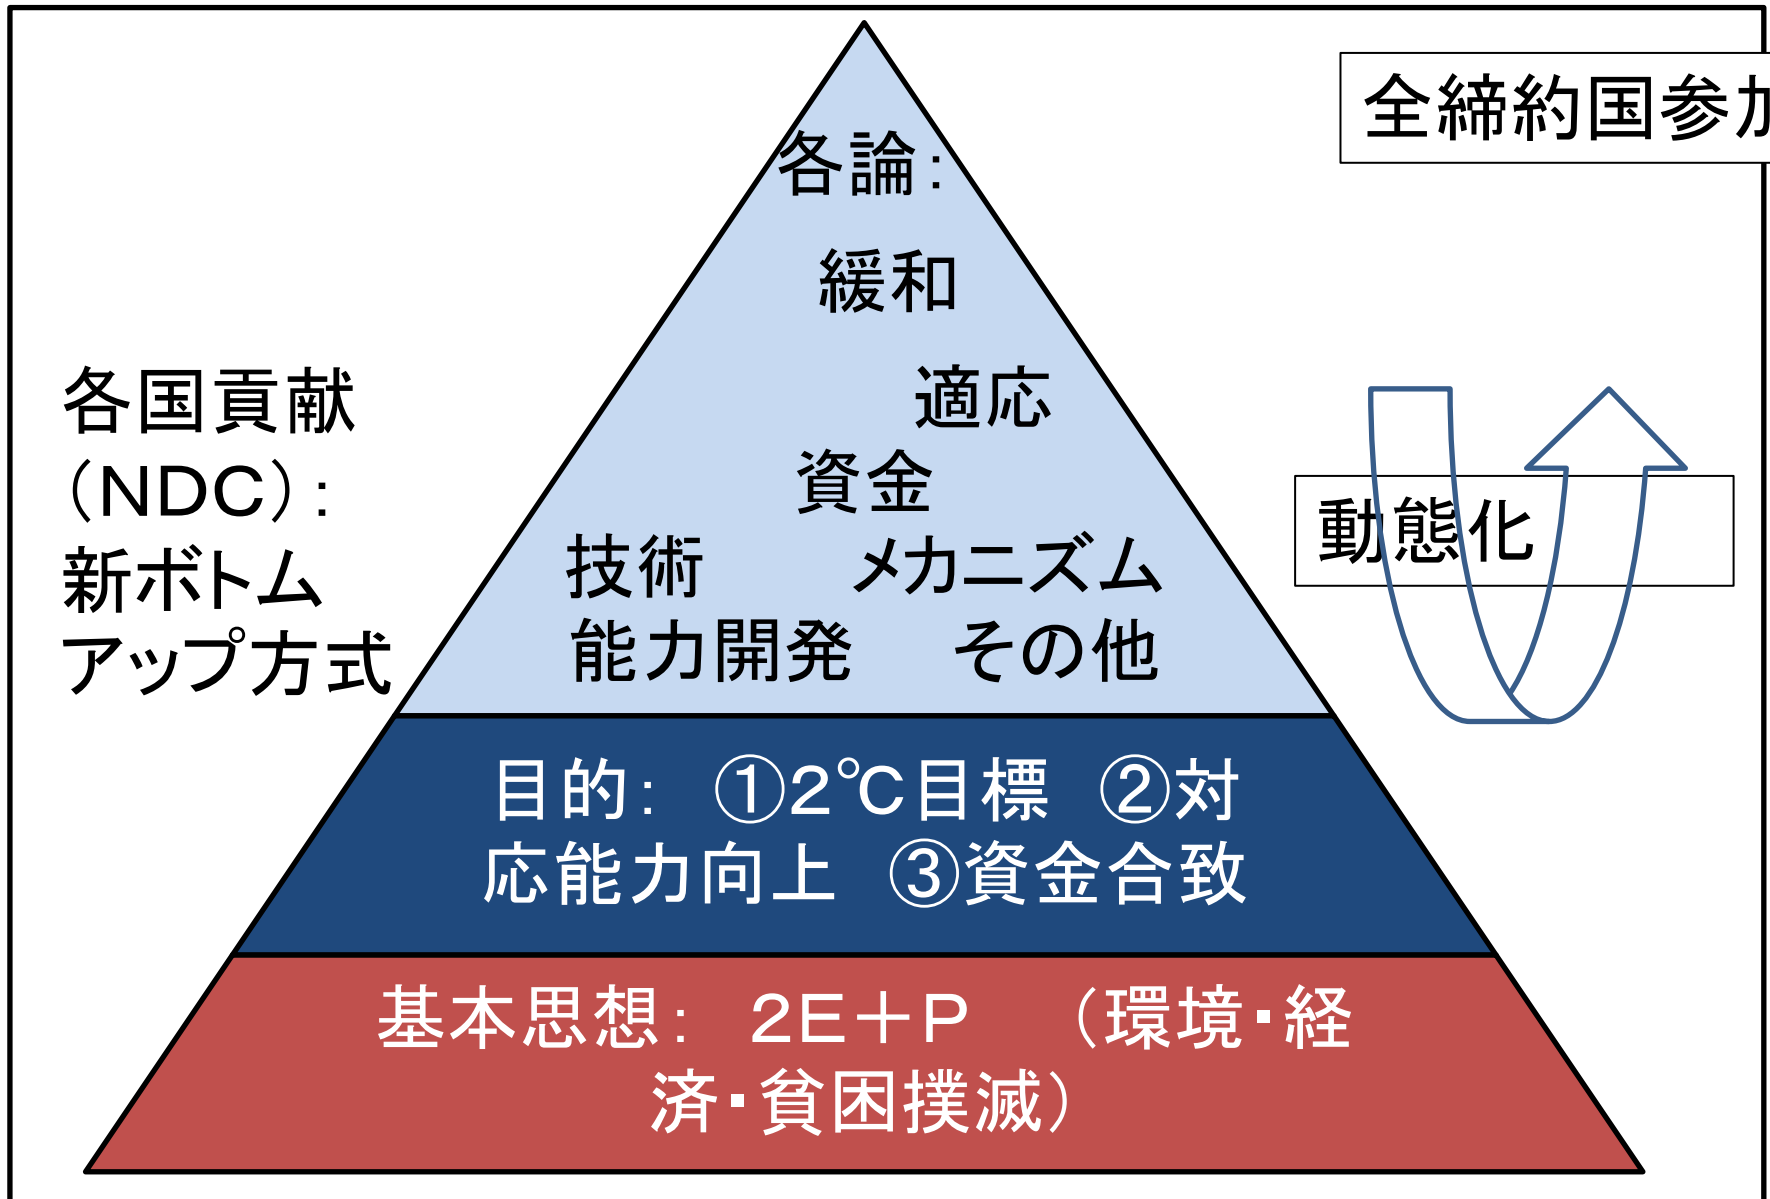 全締約国参加
各論：
緩和
適応
資金
技術　メカニズム
能力開発　その他
各国貢献
（ＮＤＣ）：
新ボトム
アップ方式
動態化
目的：　①２℃目標　②対
応能力向上　③資金合致
基本思想：　２Ｅ＋Ｐ　（環境・経
済・貧困撲滅）